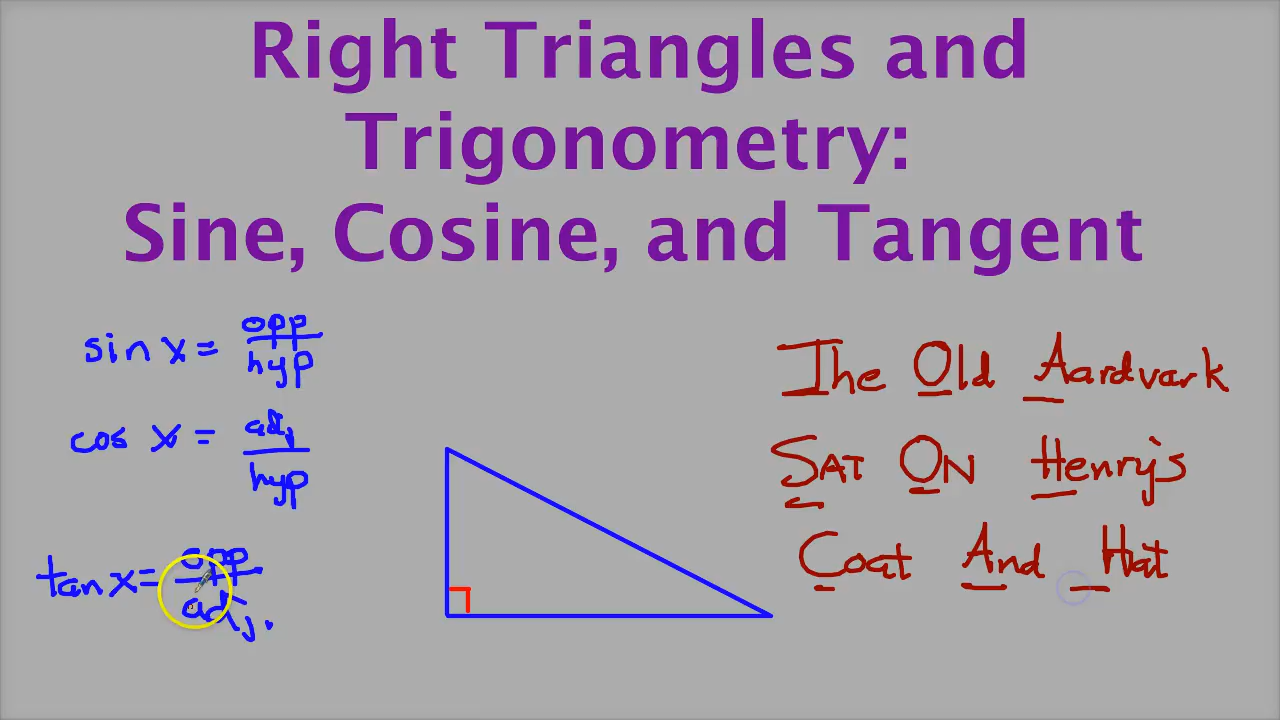 Right Triangles and
Trigonometry:
Sine, Cosine, and Tangent
sin x = opp/hyp
cos x = adj/hyp
tan x = opp/adj.
The Old Aardvark
SAT ON Henry's
Coat And Hat